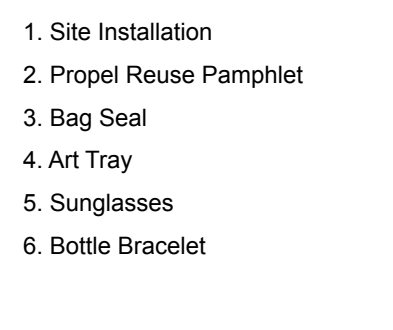 1. Site Installation
2. Propel Reuse Pamphlet
3. Bag Seal
4. Art Tray
5. Sunglasses
6. Bottle Bracelet